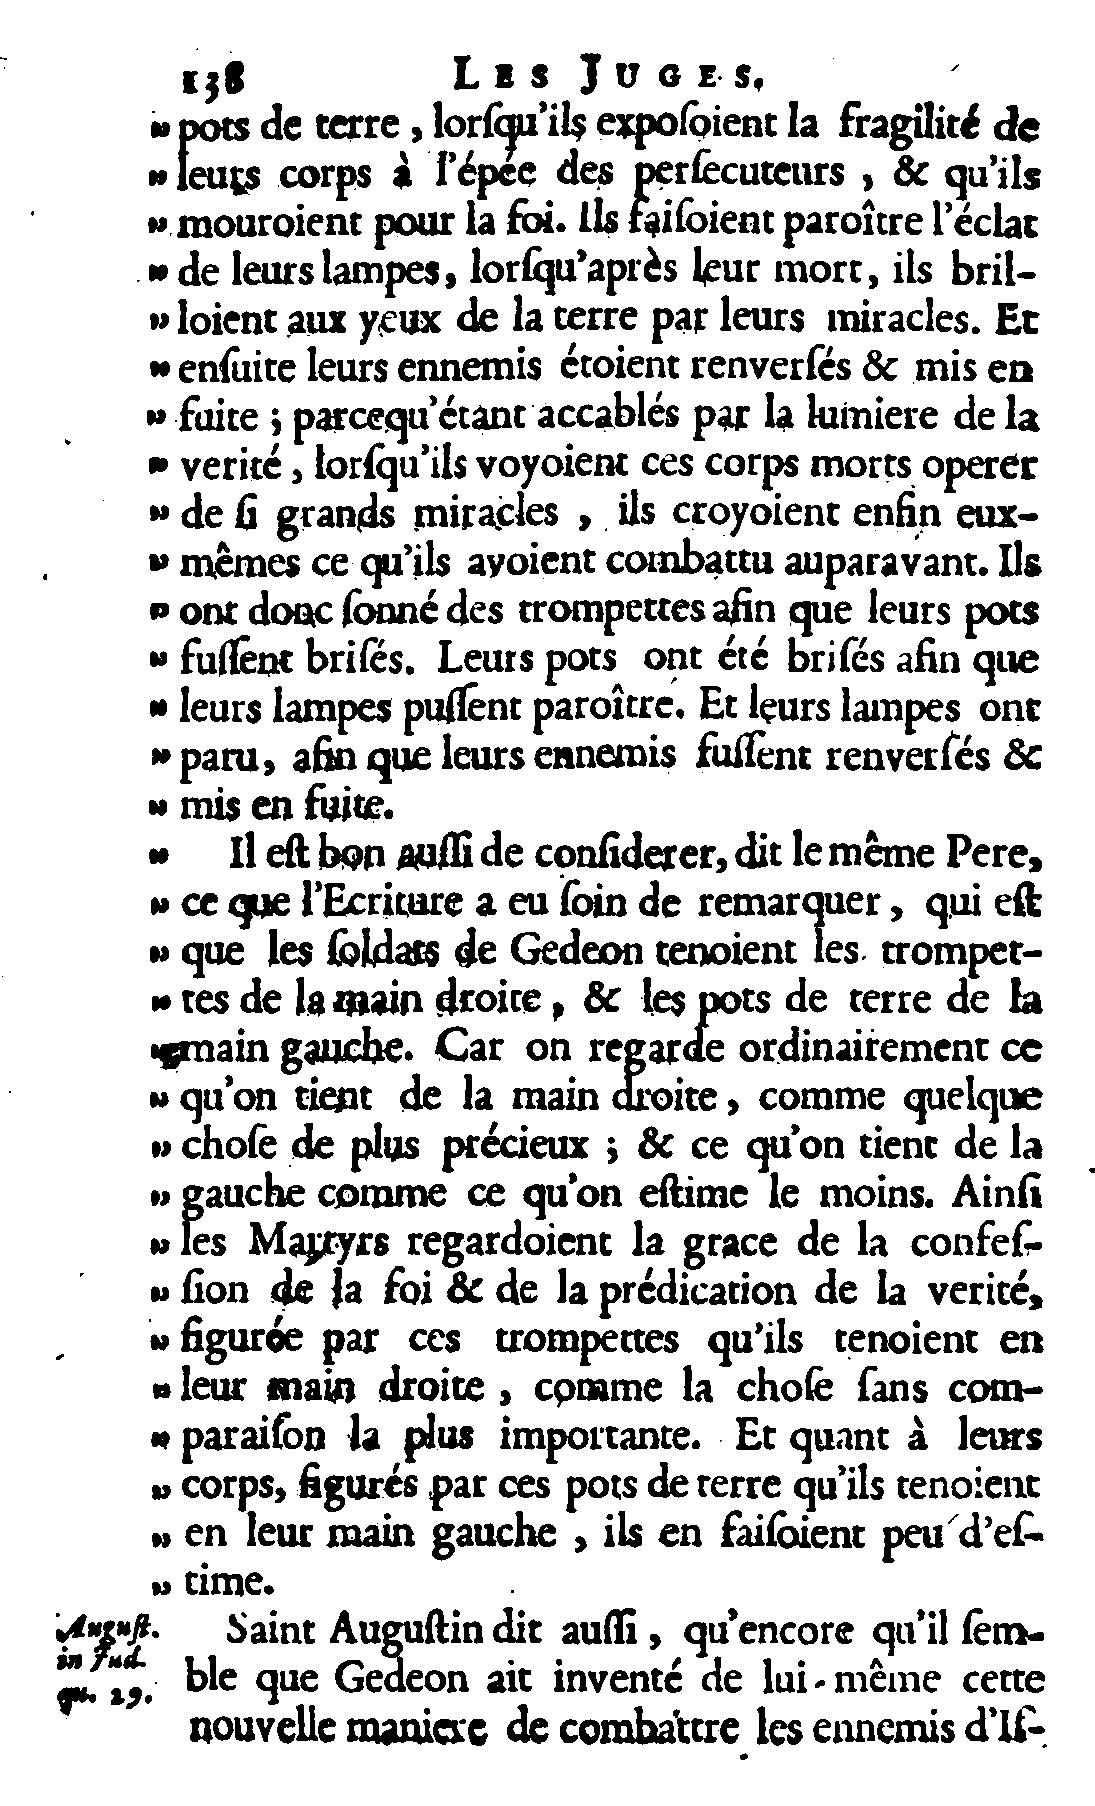 138 LES JUGES.
„ pots de terre, lorſqu'ils expoſoient la fragilité de
„ leurs corps à l'épée des perſecuteurs, & qu'ils
„ mouroient pour la foi. Ils faiſoient paroître l'éclat
„ de leurs lampes, lorſqu'après leur mort, ils bril-
„ loient aux yeux de la terre par leurs miracles. Et
„ enſuite leurs ennemis étoient renverſés & mis en
„ fuite ; parcequ'étant accablés par la lumiere de la
„ verité, lorſqu'ils voyoient ces corps morts operer
„ de ſi grands miracles, ils croyoient enfin eux-
„ mêmes ce qu'ils avoient combattu auparavant. Ils
„ ont donc ſonné des trompettes afin que leurs pots
„ fuſſent briſés. Leurs pots ont été briſés afin que
„ leurs lampes puſſent paroître. Et leurs lampes ont
„ paru, afin que leurs ennemis fuſſent renverſés &
„ mis en fuite.
„ Il eſt bon auſſi de conſiderer, dit le même Pere,
„ ce que l'Ecriture a eu ſoin de remarquer, qui eſt
„ que les ſoldats de Gedeon tenoient les trompet-
„ tes de la main droite, & les pots de terre de la
„ main gauche. Car on regarde ordinairement ce
„ qu'on tient de la main droite, comme quelque
„ choſe de plus précieux ; & ce qu'on tient de la
„ gauche comme ce qu'on eſtime le moins. Ainſi
„ les Martyrs regardoient la grace de la confeſ-
„ ſion de la foi & de la prédication de la verité,
„ figurée par ces trompettes qu'ils tenoient en
„ leur main droite, comme la choſe ſans com-
„ paraiſon la plus importante. Et quant à leurs
„ corps, figurés par ces pots de terre qu'ils tenoient
„ en leur main gauche, ils en faiſoient peu d'eſ-
„ time.
Auguſt.
in Jud.
qu. 29.
Saint Auguſtin dit auſſi, qu'encore qu'il ſem-
ble que Gedeon ait inventé de lui-même cette
nouvelle maniere de combattre les ennemis d'Iſ-